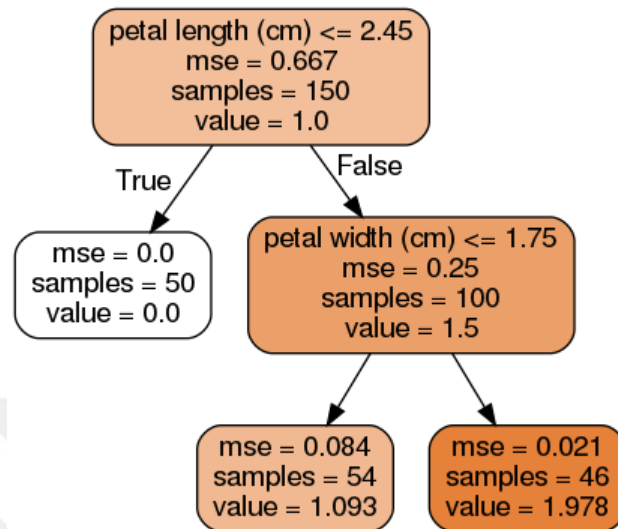 petal length (cm) <= 2.45
mse = 0.667
samples = 150
value = 1.0
True
False
mse = 0.0
samples = 50
value = 0.0
petal width (cm) <= 1.75
mse = 0.25
samples = 100
value = 1.5
mse = 0.084
samples = 54
value = 1.093
mse = 0.021
samples = 46
value = 1.978